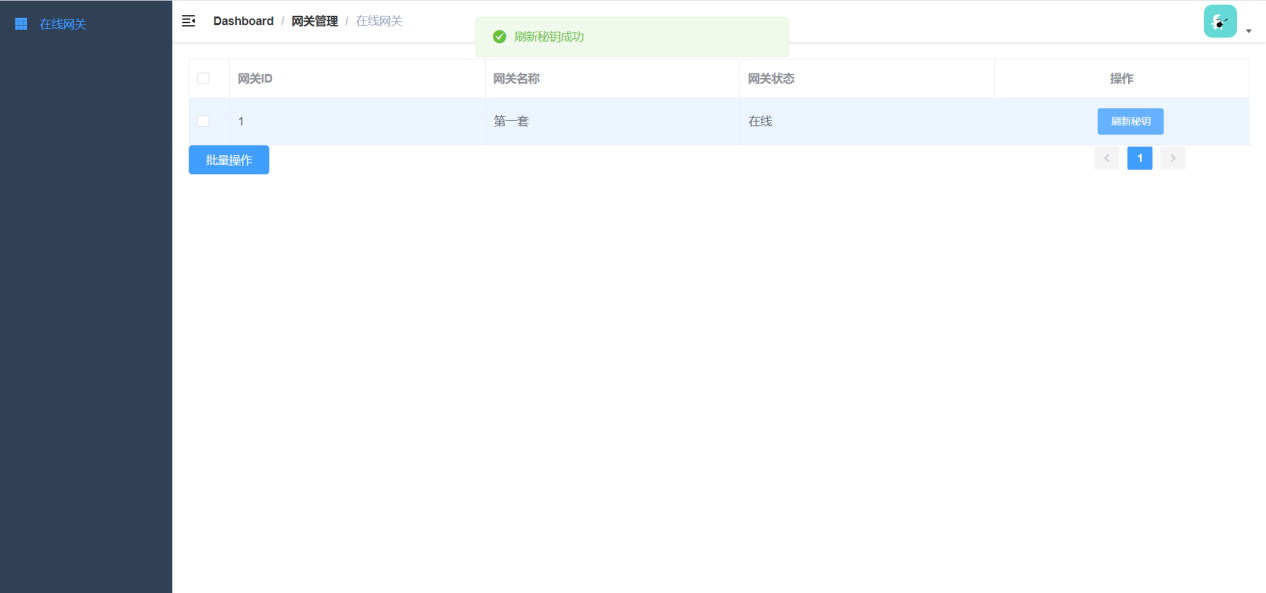 在线网关
Dashboard / 网关管理 / 在线网关
刷新秘钥成功
网关ID 网关名称 网关状态 操作
1 第一套 在线 刷新秘钥
批量操作 1